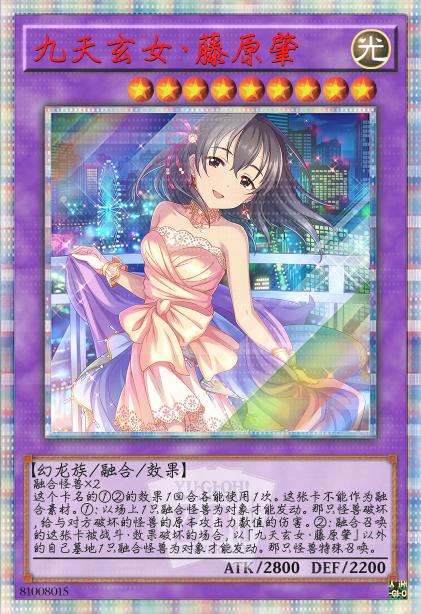 九天玄女·藤原肇
光
【幻龙族/融合/效果】
融合怪兽×2
这个卡名的①②的效果1回合各能使用1次。这张卡不能作为融
合素材。①:以场上1只融合怪兽为对象才能发动。那只怪兽破坏
,给与对方破坏的怪兽的原本攻击力数值的伤害。②:融合召唤
的这张卡被战斗·效果破坏的场合,以「九天玄女·藤原肇」以外
的自己墓地1只融合怪兽为对象才能发动。那只怪兽特殊召唤。
YU-GI-OH!
ATK/2800 DEF/2200
81008015